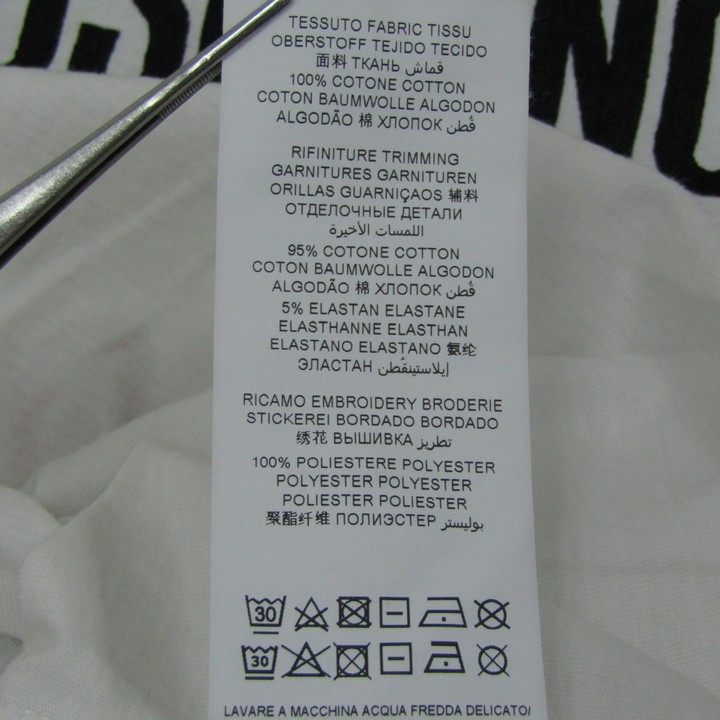 TESSUTO FABRIC TISSU
OBERSTOFF TEJIDO TECIDO
面料 ТКАНЬ قماش
100% COTONE COTTON
COTON BAUMWOLLE ALGODON
ALGODÃO 棉 ХЛОПОК قُطن
RIFINITURE TRIMMING
GARNITURES GARNITUREN
ORILLAS GUARNIÇAOS 辅料
ОТДЕЛОЧНЫЕ ДЕТАЛИ
اللمسات الأخيرة
95% COTONE COTTON
COTON BAUMWOLLE ALGODON
ALGODÃO 棉 ХЛОПОК قُطن
5% ELASTAN ELASTANE
ELASTHANNE ELASTHAN
ELASTANO ELASTANO 氨纶
ЭЛАСТАН إيلاستينقُطن
RICAMO EMBROIDERY BRODERIE
STICKEREI BORDADO BORDADO
绣花 ВЫШИВКА تطريز
100% POLIESTERE POLYESTER
POLYESTER POLYESTER
POLIESTER POLIESTER
聚酯纤维 ПОЛИЭСТЕР بوليستر
30
30
LAVARE A MACCHINA ACQUA FREDDA DELICATO/